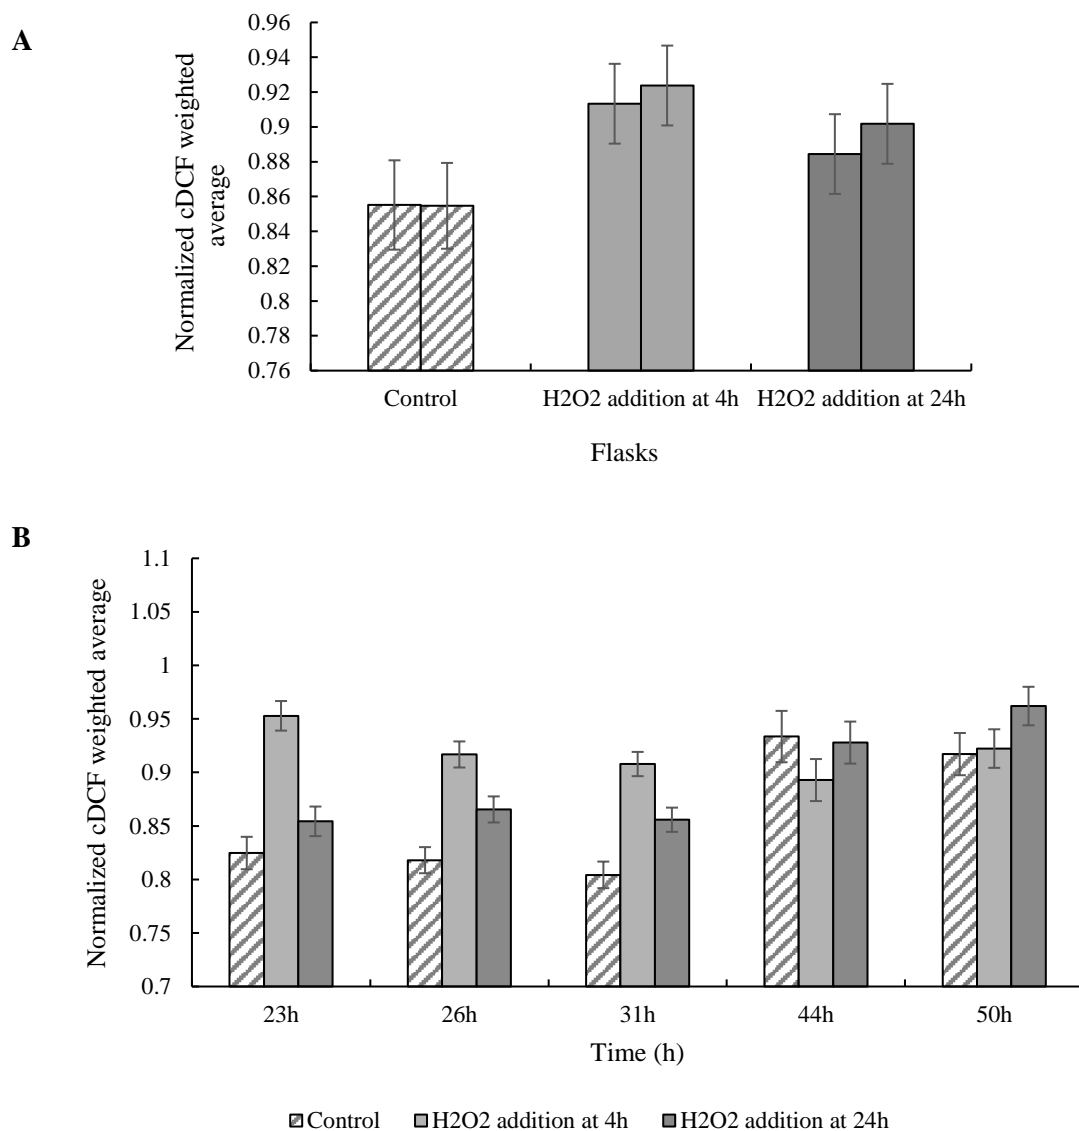 A
Normalized cDCF weighted
average
0.96
0.94
0.92
0.9
0.88
0.86
0.84
0.82
0.8
0.78
0.76
Control
H2O2 addition at 4h
H2O2 addition at 24h
Flasks
B
Normalized cDCF weighted average
1.1
1.05
1
0.95
0.9
0.85
0.8
0.75
0.7
23h
26h
31h
44h
50h
Time (h)
Control
H2O2 addition at 4h
H2O2 addition at 24h